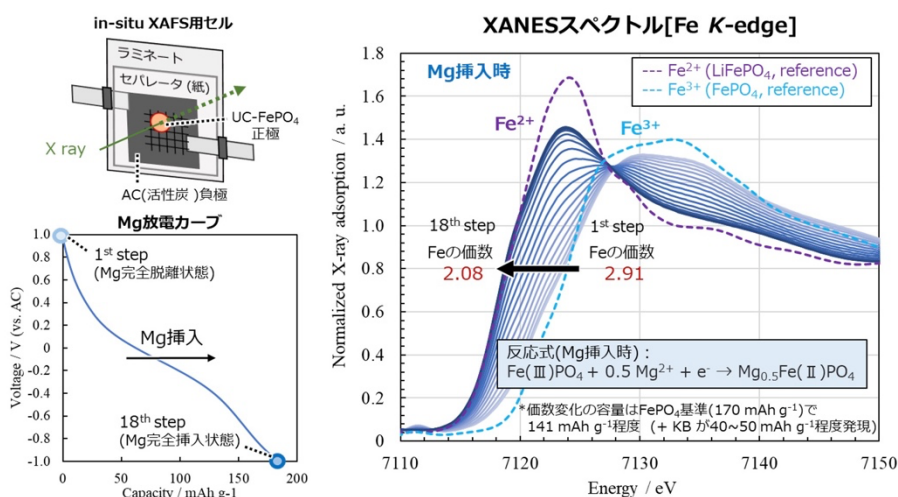 in-situ XAFS用セル
ラミネート
セパレータ(紙)
UC-FePO₄
正極
X ray
AC(活性炭)負極
Mg放電カーブ
Voltage / V (vs. AC)
1.0
0.8
0.6
0.4
0.2
0
-0.2
-0.4
-0.6
-0.8
-1.0
1st step
(Mg完全脱離状態)
Mg挿入
18th step
(Mg完全挿入状態)
0 50 100 150 200
Capacity / mAh g-1
XANESスペクトル[Fe K-edge]
Normalized X-ray adsorption / a. u.
1.8
1.6
1.4
1.2
1.0
0.8
0.6
0.4
0.2
0
Mg挿入時
Fe²⁺ (LiFePO₄, reference)
Fe³⁺ (FePO₄, reference)
Fe²⁺
Fe³⁺
18th step
Feの価数
2.08
1st step
Feの価数
2.91
反応式(Mg挿入時):
Fe(Ⅲ)PO₄ + 0.5 Mg²⁺ + e⁻ → Mg₀.₅Fe(Ⅱ)PO₄
*価数変化の容量はFePO₄基準(170 mAh g⁻¹)で
141 mAh g⁻¹程度 (+ KB が40~50 mAh g⁻¹程度発現)
7110 7120 7130 7140 7150
Energy / eV